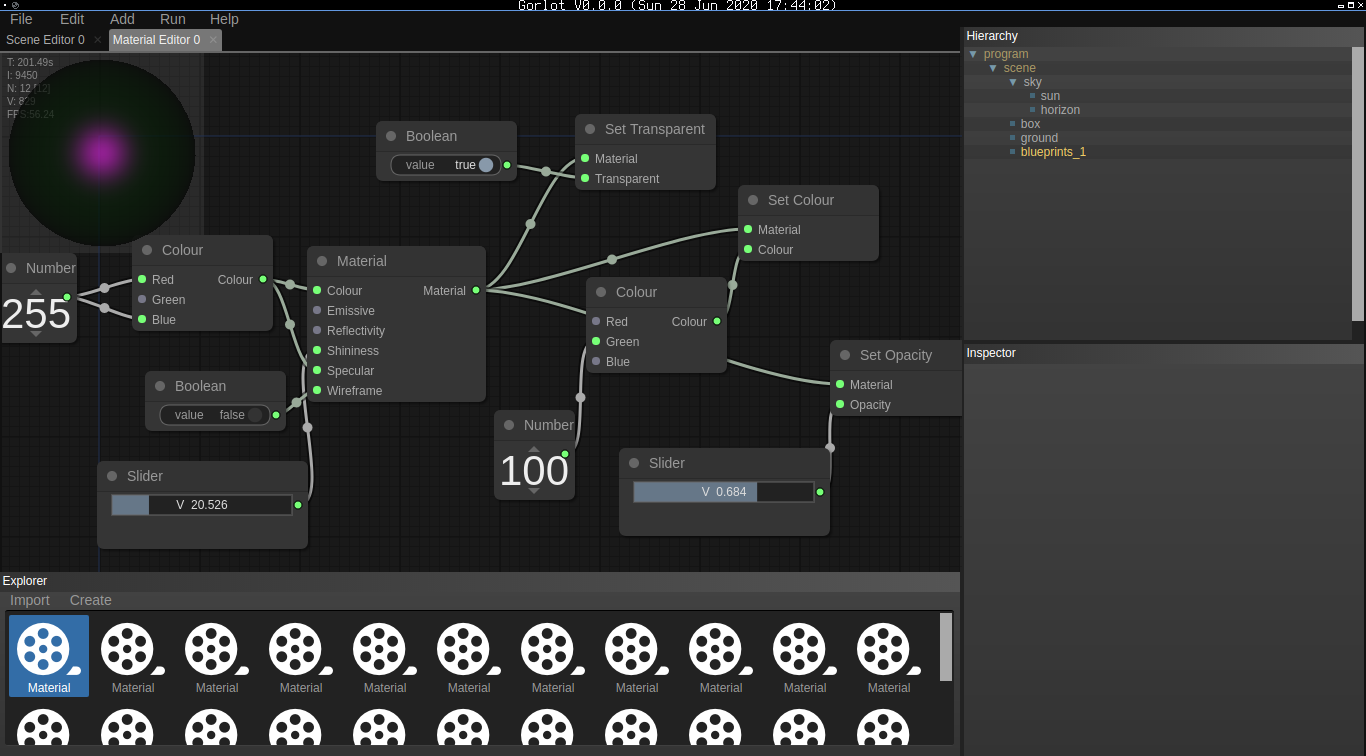 Gorlot V0.0.0 (Sun 28 Jun 2020 17:44:02)
File Edit Add Run Help
Scene Editor 0 × Material Editor 0 ×
T: 201.49s
I: 9450
N: 12 [12]
V: 829
FPS:56.24
Boolean
value true
Set Transparent
Material
Transparent
Set Colour
Material
Colour
Number
255
Colour
Red Colour
Green
Blue
Material
Colour Material
Emissive
Reflectivity
Shininess
Specular
Wireframe
Colour
Red Colour
Green
Blue
Boolean
value false
Set Opacity
Material
Opacity
Number
100
Slider
V 20.526
Slider
V 0.684
Hierarchy
program
scene
sky
sun
horizon
box
ground
blueprints_1
Inspector
Explorer
Import Create
Material Material Material Material Material Material Material Material Material Material Material